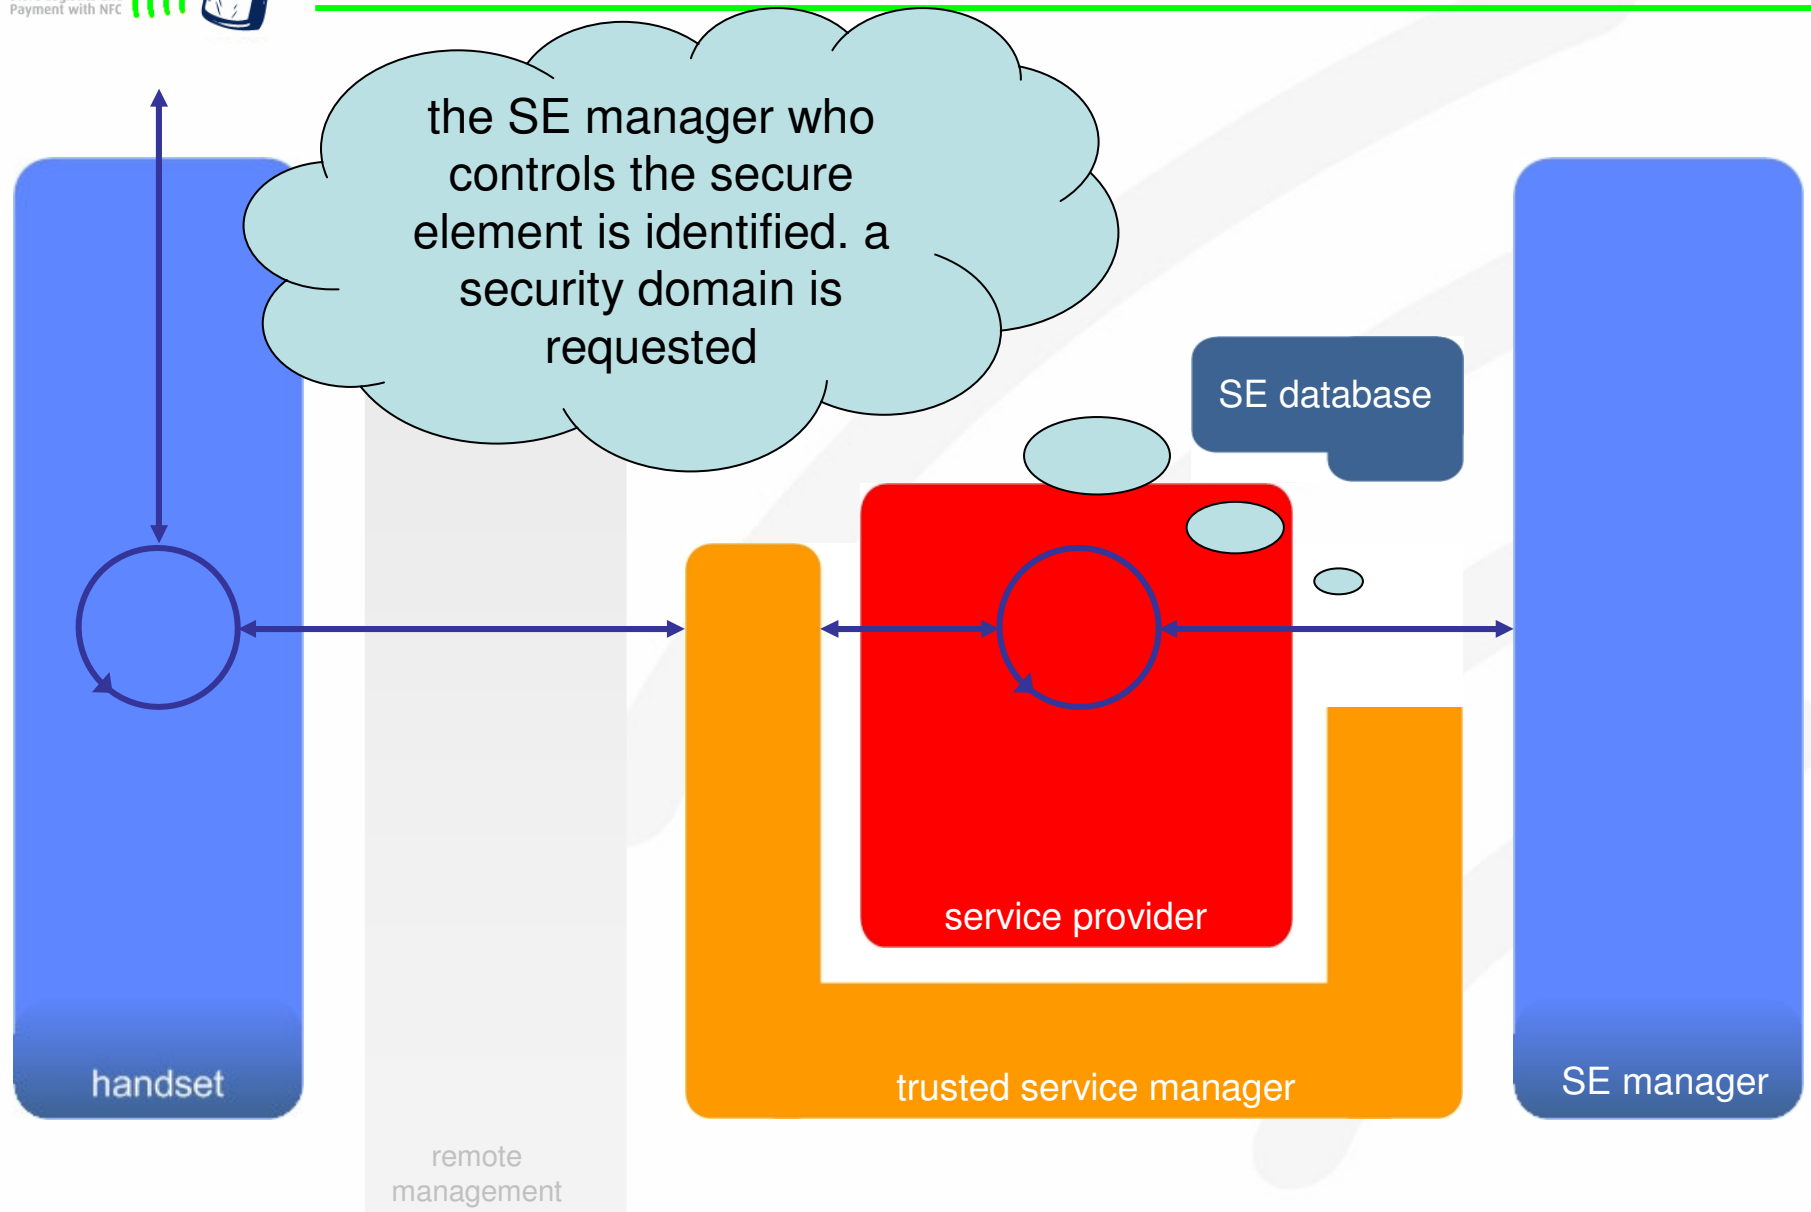 Payment with NFC
the SE manager who
controls the secure
element is identified. a
security domain is
requested
SE database
service provider
trusted service manager
handset
SE manager
remote
management